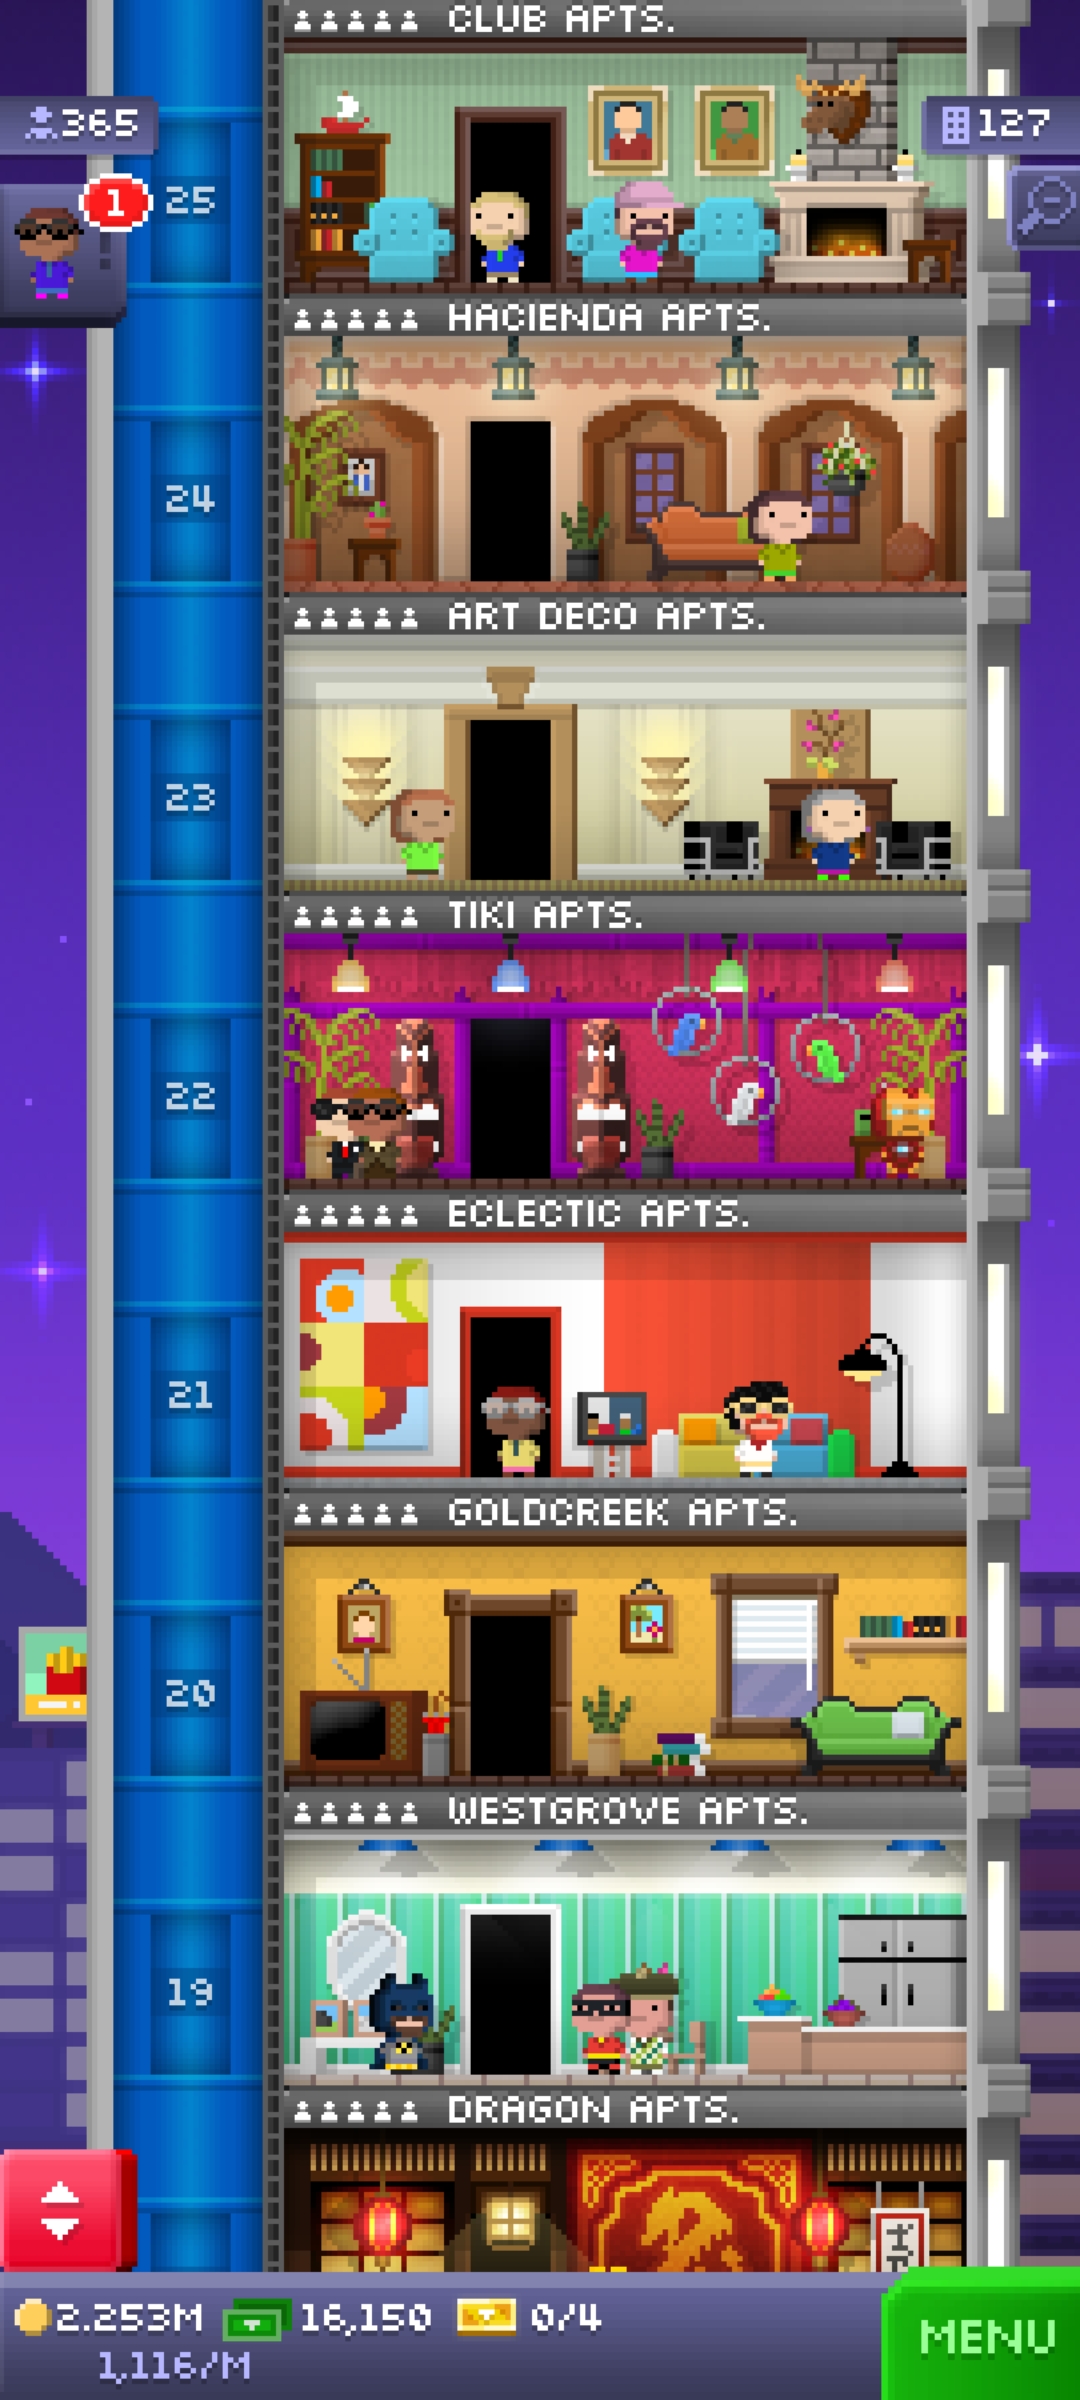 CLUB APTS.
365
127
1
25
HACIENDA APTS.
24
ART DECO APTS.
23
TIKI APTS.
22
ECLECTIC APTS.
21
GOLDCREEK APTS.
20
WESTGROVE APTS.
19
DRAGON APTS.
2.253M 16,150 0/4
MENU
1,116/M